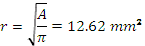 r = √(A/π) = 12.62 mm²